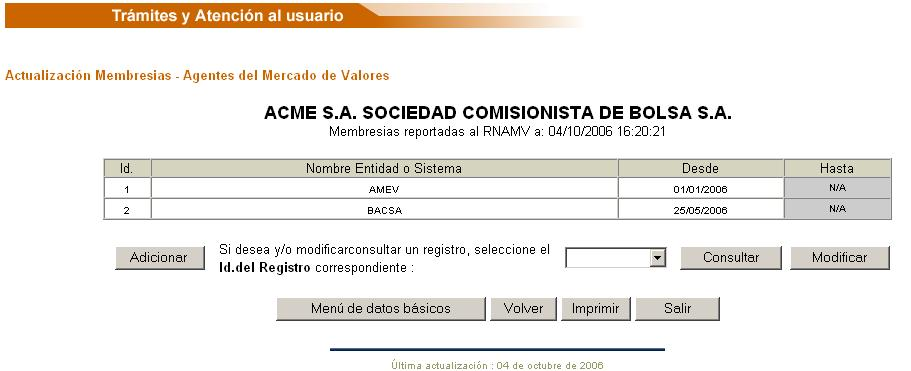 Trámites y Atención al usuario
Actualización Membresias - Agentes del Mercado de Valores
ACME S.A. SOCIEDAD COMISIONISTA DE BOLSA S.A.
Membresias reportadas al RNAMV a: 04/10/2006 16:20:21
Id. Nombre Entidad o Sistema Desde Hasta
1 AMEV 01/01/2006 N/A
2 BACSA 25/05/2006 N/A
Adicionar
Si desea y/o modificarconsultar un registro, seleccione el
Id.del Registro correspondiente :
Consultar Modificar
Menú de datos básicos Volver Imprimir Salir
Última actualización : 04 de octubre de 2006